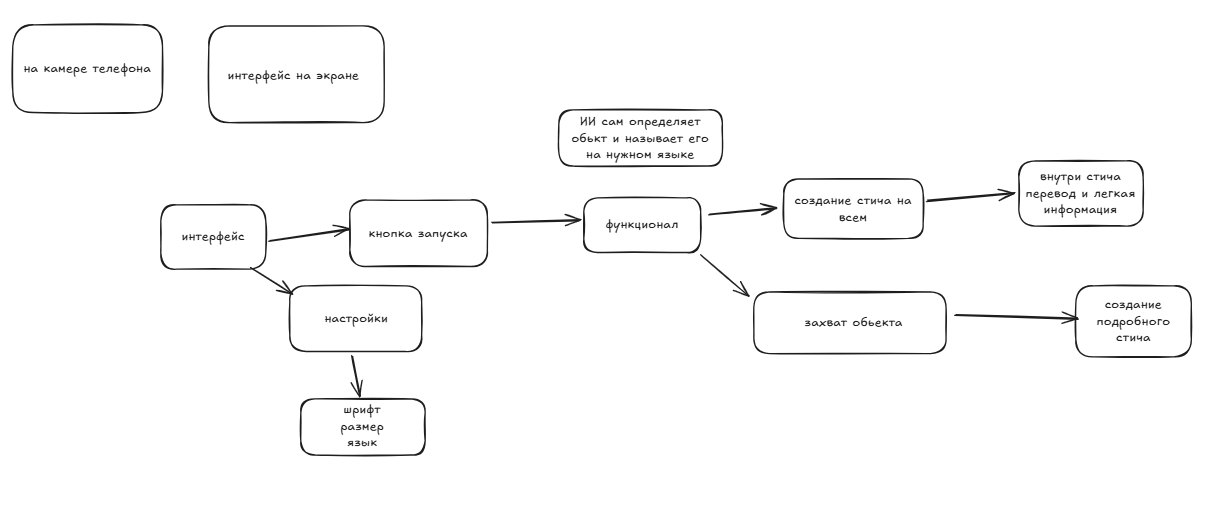 на камере телефона
интерфейс на экране
ИИ сам определяет
обькт и называет его
на нужном языке
внутри стича
перевод и легкая
информация
создание стича на
всем
функционал
кнопка запуска
интерфейс
настройки
захват обьекта
создание
подробного
стича
шрифт
размер
язык